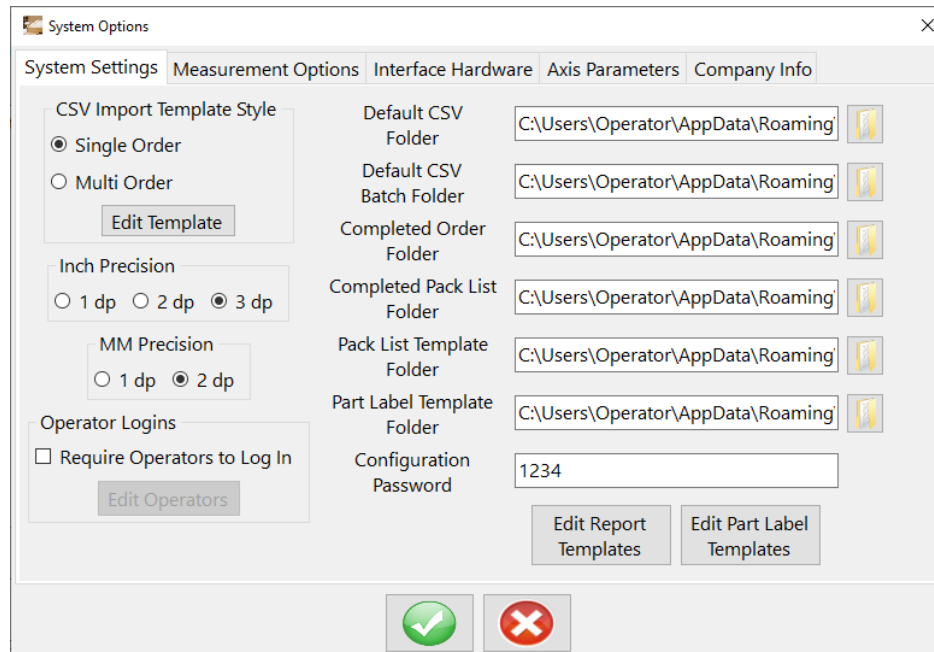 System Options
System Settings
Measurement Options
Interface Hardware
Axis Parameters
Company Info
CSV Import Template Style
Single Order
Multi Order
Edit Template
Inch Precision
1 dp
2 dp
3 dp
MM Precision
1 dp
2 dp
Operator Logins
Require Operators to Log In
Edit Operators
Default CSV
Folder
C:\Users\Operator\AppData\Roaming\
Default CSV
Batch Folder
C:\Users\Operator\AppData\Roaming\
Completed Order
Folder
C:\Users\Operator\AppData\Roaming\
Completed Pack List
Folder
C:\Users\Operator\AppData\Roaming\
Pack List Template
Folder
C:\Users\Operator\AppData\Roaming\
Part Label Template
Folder
C:\Users\Operator\AppData\Roaming\
Configuration
Password
1234
Edit Report
Templates
Edit Part Label
Templates